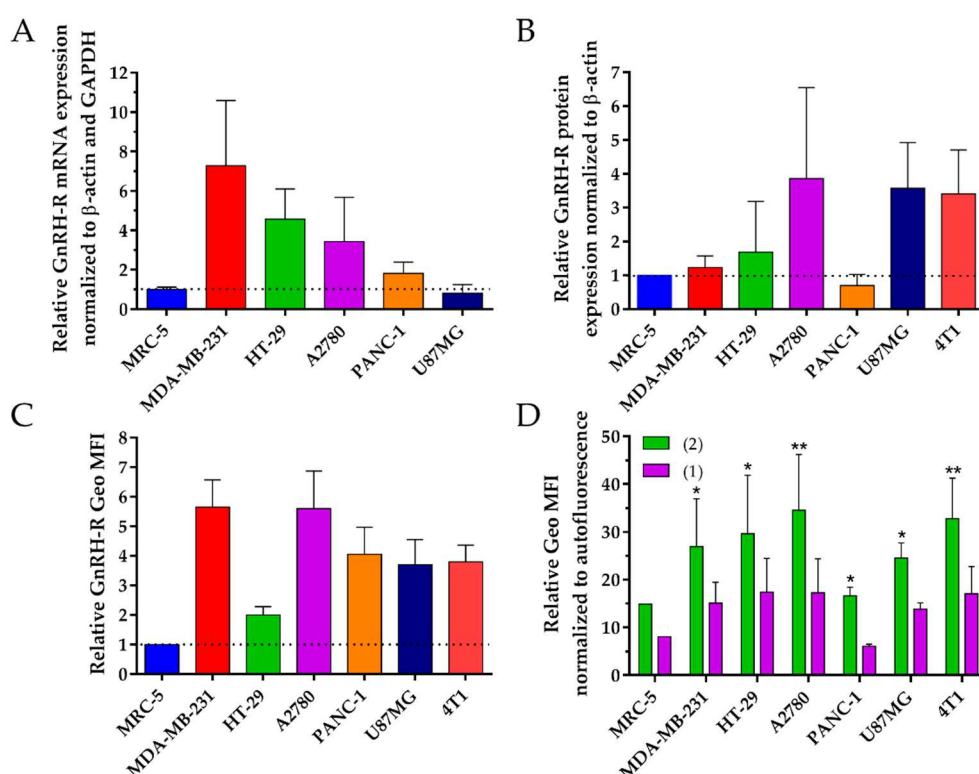 A
Relative GnRH-R mRNA expression
normalized to β-actin and GAPDH
12
10
8
6
4
2
0
MRC-5
MDA-MB-231
HT-29
A2780
PANC-1
U87MG
B
Relative GnRH-R protein
expression normalized to β-actin
7
6
5
4
3
2
1
0
MRC-5
MDA-MB-231
HT-29
A2780
PANC-1
U87MG
4T1
C
Relative GnRH-R Geo MFI
8
7
6
5
4
3
2
1
0
MRC-5
MDA-MB-231
HT-29
A2780
PANC-1
U87MG
4T1
D
Relative Geo MFI
normalized to autofluorescence
50
40
30
20
10
0
(2)
(1)
*
*
**
*
*
**
MRC-5
MDA-MB-231
HT-29
A2780
PANC-1
U87MG
4T1